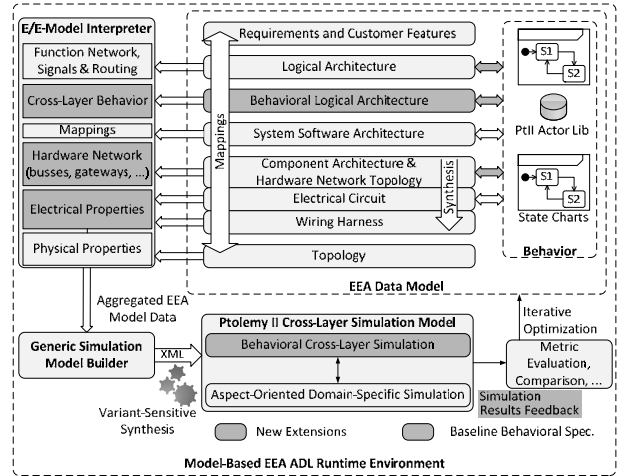 E/E-Model Interpreter
Function Network,
Signals & Routing
Cross-Layer Behavior
Mappings
Hardware Network
(busses, gateways, ...)
Electrical Properties
Physical Properties
Requirements and Customer Features
Logical Architecture
Behavioral Logical Architecture
System Software Architecture
Component Architecture &
Hardware Network Topology
Electrical Circuit
Wiring Harness
Topology
Mappings
Synthesis
EEA Data Model
S1
S2
PtII Actor Lib
S1
S2
State Charts
Behavior
Aggregated EEA
Model Data
Generic Simulation
Model Builder
XML
Variant-Sensitive
Synthesis
Ptolemy II Cross-Layer Simulation Model
Behavioral Cross-Layer Simulation
Aspect-Oriented Domain-Specific Simulation
Iterative
Optimization
Metric
Evaluation,
Comparison, ...
Simulation
Results Feedback
New Extensions
Baseline Behavioral Spec.
Model-Based EEA ADL Runtime Environment